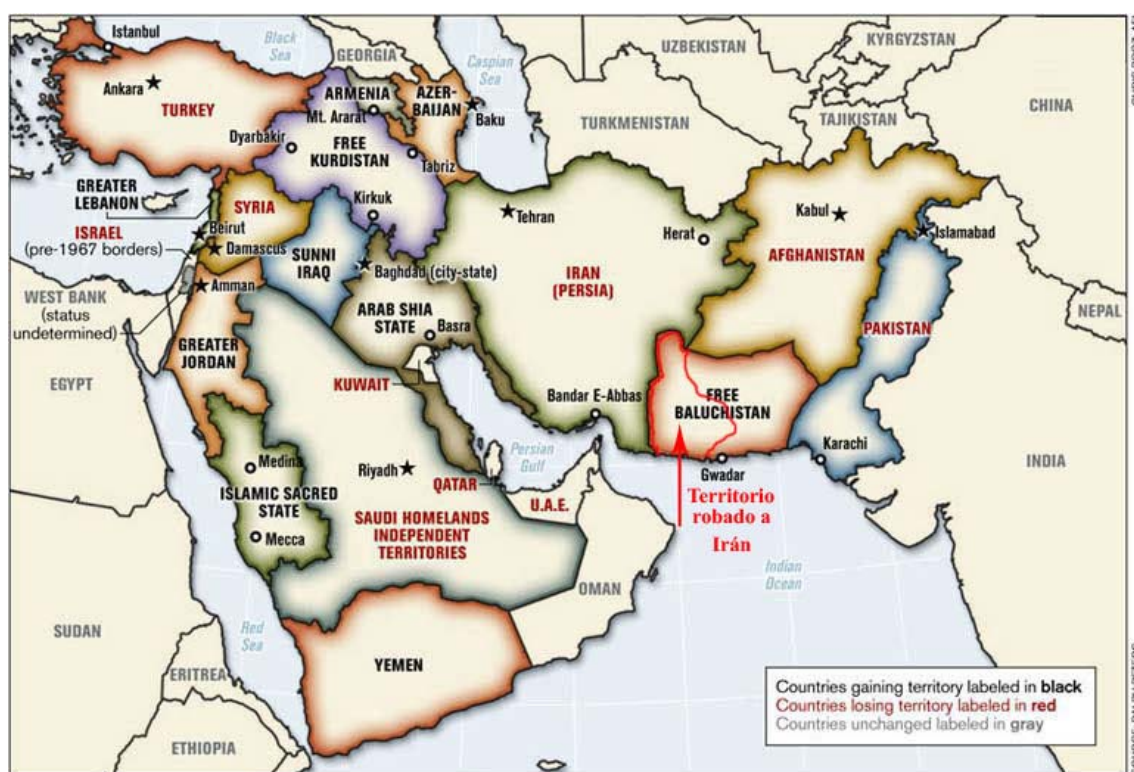 Istanbul
Black
Sea
GEORGIA
Caspian
Sea
UZBEKISTAN
KYRGYZSTAN
Ankara
TURKEY
ARMENIA
Mt. Ararat
AZER-
BAIJAN
Baku
TURKMENISTAN
TAJIKISTAN
CHINA
Dyarbakir
FREE
KURDISTAN
Tabriz
GREATER
LEBANON
SYRIA
Kirkuk
Tehran
Kabul
Islamabad
ISRAEL
(pre-1967 borders)
Beirut
Damascus
SUNNI
IRAQ
Baghdad (city-state)
Herat
AFGHANISTAN
IRAN
(PERSIA)
WEST BANK
(status
undetermined)
Amman
ARAB SHIA
STATE
Basra
PAKISTAN
NEPAL
GREATER
JORDAN
EGYPT
KUWAIT
Bandar E-Abbas
FREE
BALUCHISTAN
Karachi
INDIA
Medina
Riyadh
Persian
Gulf
Gwadar
QATAR
ISLAMIC SACRED
STATE
U.A.E.
Territorio
robado a
Irán
Mecca
SAUDI HOMELANDS
INDEPENDENT
TERRITORIES
Indian
Ocean
OMAN
SUDAN
Red
Sea
YEMEN
ERITREA
ETHIOPIA
Countries gaining territory labeled in black
Countries losing territory labeled in red
Countries unchanged labeled in gray